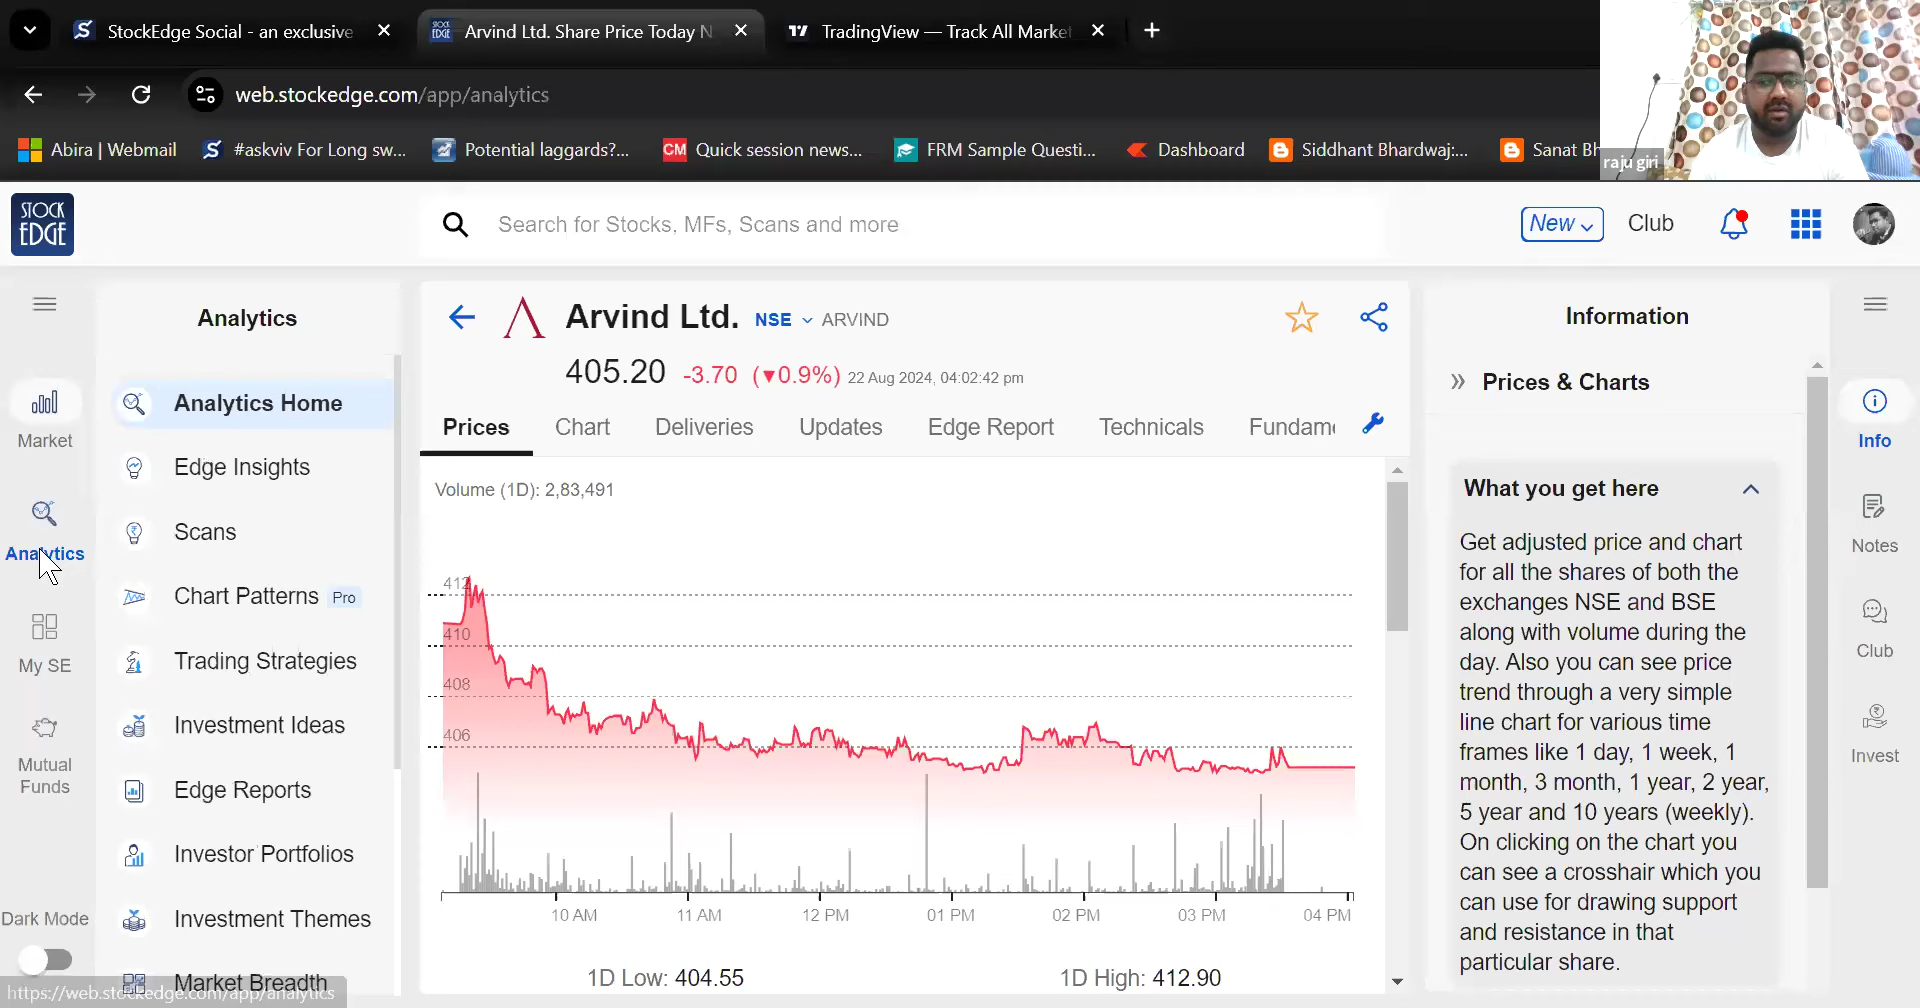 StockEdge Social - an exclusive
Arvind Ltd. Share Price Today N
TradingView — Track All Marke
web.stockedge.com/app/analytics
Abira | Webmail
#askviv For Long sw...
Potential laggards?...
CM Quick session news...
FRM Sample Questi...
Dashboard
Siddhant Bhardwaj:...
Sanat Bh
raju giri
STOCK
EDGE
Search for Stocks, MFs, Scans and more
New
Club
Market
Analytics
My SE
Mutual
Funds
Dark Mode
Analytics
Analytics Home
Edge Insights
Scans
Chart Patterns Pro
Trading Strategies
Investment Ideas
Edge Reports
Investor Portfolios
Investment Themes
Market Breadth
https://web.stockedge.com/app/analytics
Arvind Ltd. NSE ARVIND
405.20 -3.70 (▼0.9%) 22 Aug 2024, 04:02:42 pm
Prices Chart Deliveries Updates Edge Report Technicals Fundam
Volume (1D): 2,83,491
412
410
408
406
10 AM 11 AM 12 PM 01 PM 02 PM 03 PM 04 PM
1D Low: 404.55 1D High: 412.90
Information
Prices & Charts
What you get here
Get adjusted price and chart
for all the shares of both the
exchanges NSE and BSE
along with volume during the
day. Also you can see price
trend through a very simple
line chart for various time
frames like 1 day, 1 week, 1
month, 3 month, 1 year, 2 year,
5 year and 10 years (weekly).
On clicking on the chart you
can see a crosshair which you
can use for drawing support
and resistance in that
particular share.
Info
Notes
Club
Invest